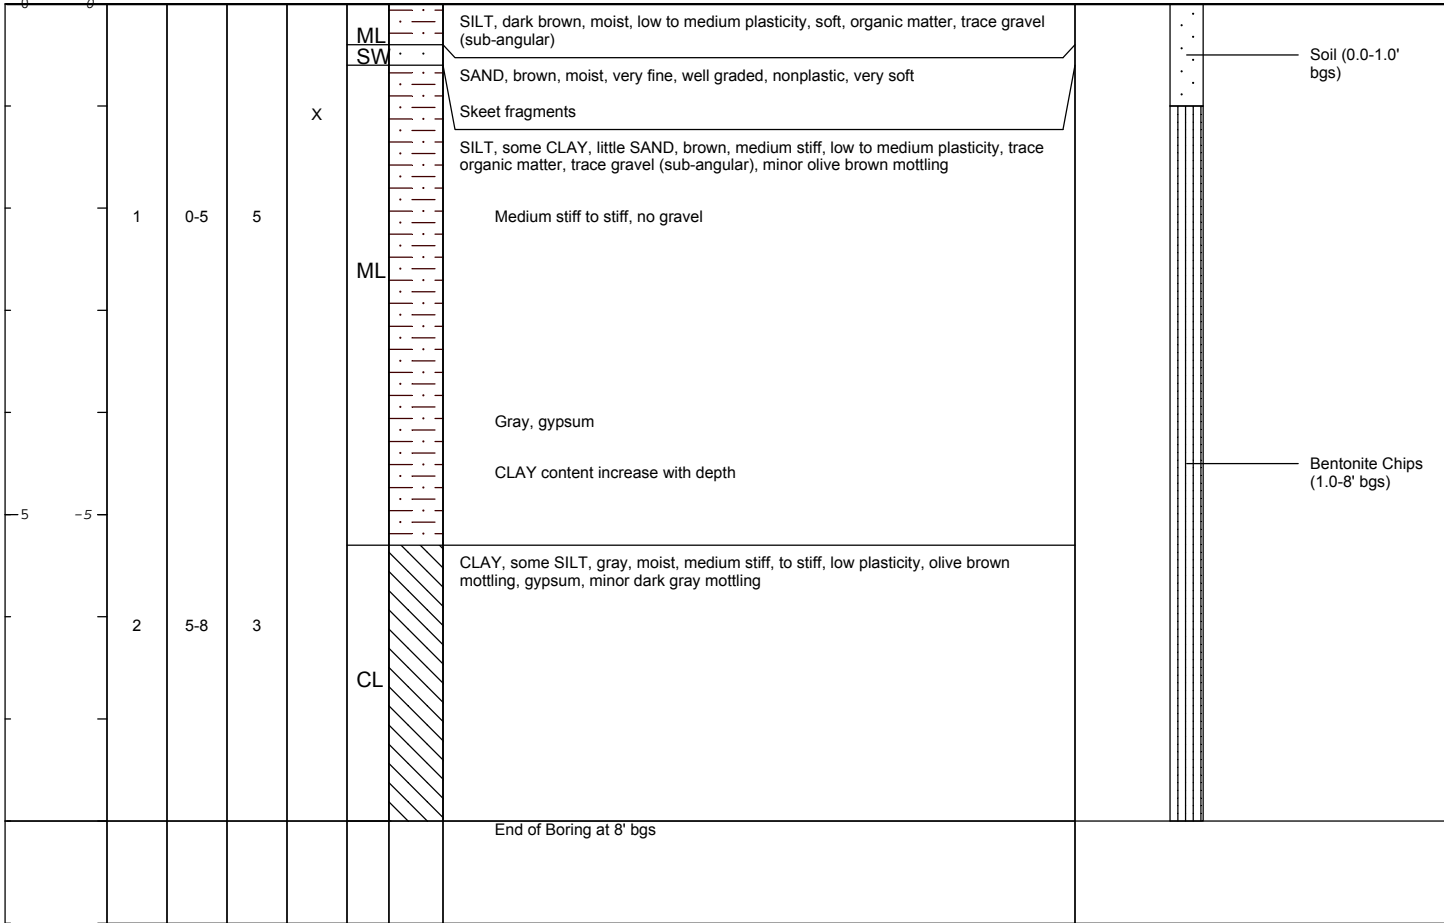 0 0
ML
SILT, dark brown, moist, low to medium plasticity, soft, organic matter, trace gravel
(sub-angular)
SW
Soil (0.0-1.0'
bgs)
SAND, brown, moist, very fine, well graded, nonplastic, very soft
X
Skeet fragments
SILT, some CLAY, little SAND, brown, medium stiff, low to medium plasticity, trace
organic matter, trace gravel (sub-angular), minor olive brown mottling
1 0-5 5
Medium stiff to stiff, no gravel
ML
Gray, gypsum
CLAY content increase with depth
Bentonite Chips
(1.0-8' bgs)
5 -5
CLAY, some SILT, gray, moist, medium stiff, to stiff, low plasticity, olive brown
mottling, gypsum, minor dark gray mottling
2 5-8 3
CL
End of Boring at 8' bgs